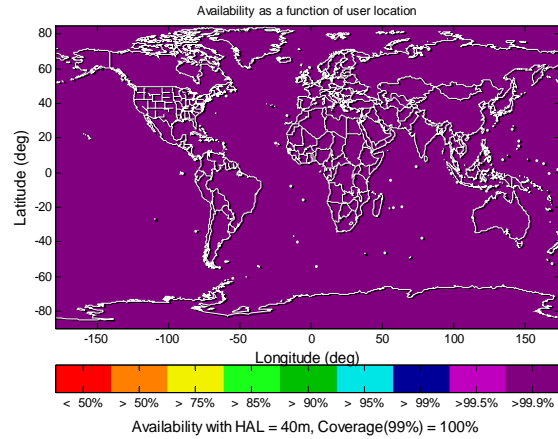 Availability as a function of user location
80
60
40
20
0
-20
-40
-60
-80
Latitude (deg)
-150 -100 -50 0 50 100 150
Longitude (deg)
< 50% > 50% > 75% > 85% > 90% > 95% > 99% >99.5% >99.9%
Availability with HAL = 40m, Coverage(99%) = 100%